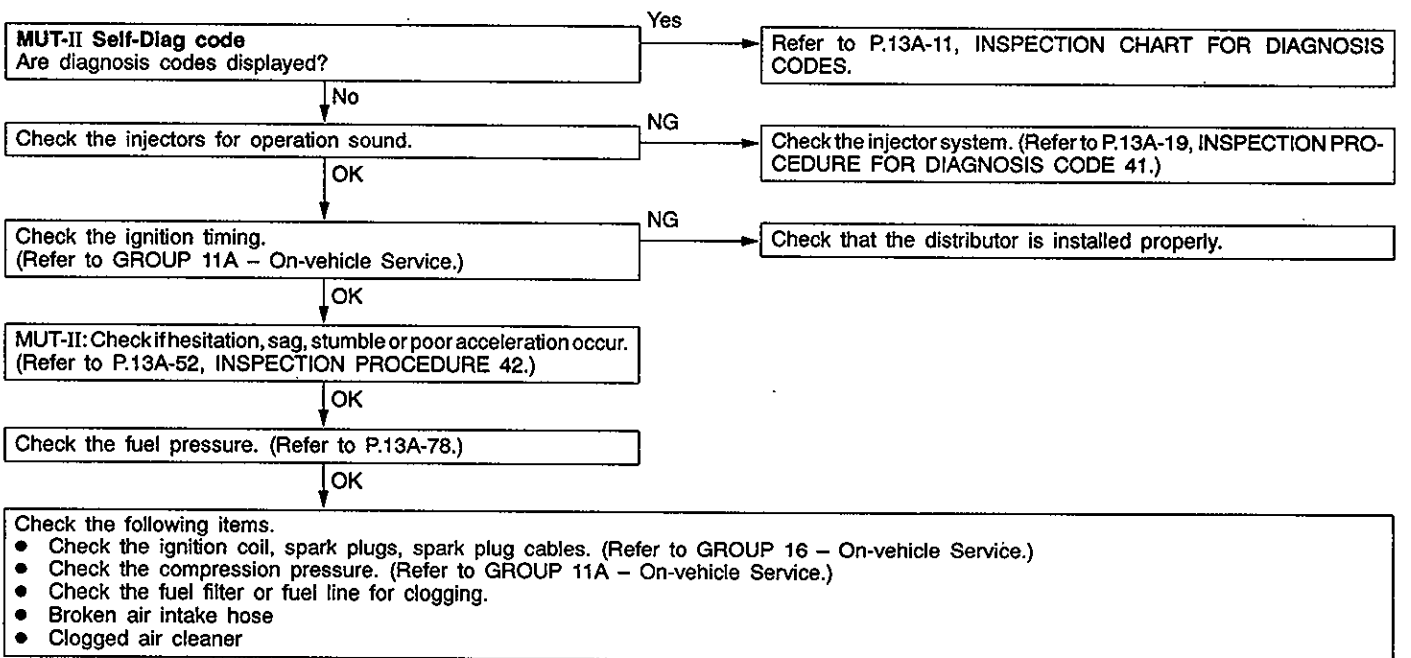 MUT-II Self-Diag code
Are diagnosis codes displayed?
Yes
Refer to P.13A-11, INSPECTION CHART FOR DIAGNOSIS
CODES.
No
Check the injectors for operation sound.
NG
Check the injector system. (Refer to P.13A-19, INSPECTION PRO-
CEDURE FOR DIAGNOSIS CODE 41.)
OK
Check the ignition timing.
(Refer to GROUP 11A – On-vehicle Service.)
NG
Check that the distributor is installed properly.
OK
MUT-II: Check if hesitation, sag, stumble or poor acceleration occur.
(Refer to P.13A-52, INSPECTION PROCEDURE 42.)
OK
Check the fuel pressure. (Refer to P.13A-78.)
OK
Check the following items.
● Check the ignition coil, spark plugs, spark plug cables. (Refer to GROUP 16 – On-vehicle Service.)
● Check the compression pressure. (Refer to GROUP 11A – On-vehicle Service.)
● Check the fuel filter or fuel line for clogging.
● Broken air intake hose
● Clogged air cleaner